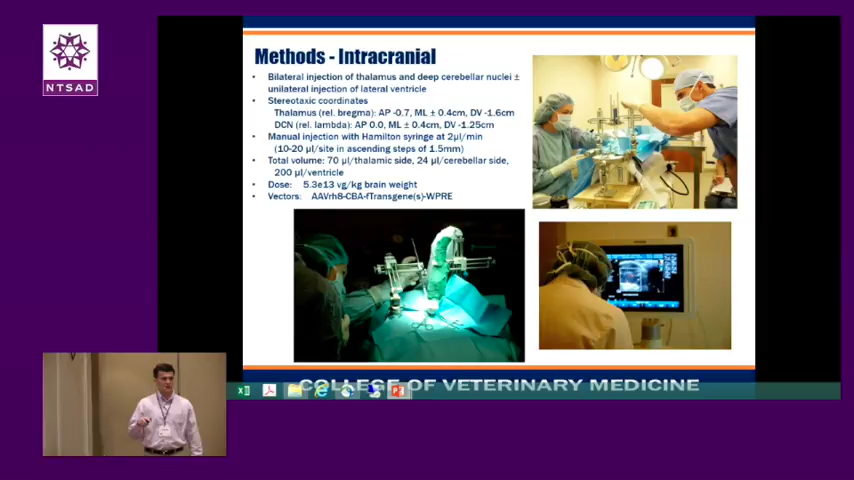 NTSAD
Methods - Intracranial
• Bilateral injection of thalamus and deep cerebellar nuclei ±
unilateral injection of lateral ventricle
• Stereotaxic coordinates
Thalamus (rel. bregma): AP -0.7, ML ± 0.4cm, DV -1.6cm
DCN (rel. lambda): AP 0.0, ML ± 0.4cm, DV -1.25cm
• Manual injection with Hamilton syringe at 2µl/min
(10-20 µl/site in ascending steps of 1.5mm)
• Total volume: 70 µl/thalamic side, 24 µl/cerebellar side,
200 µl/ventricle
• Dose: 5.3e13 vg/kg brain weight
• Vectors: AAVrh8-CBA-fTransgene(s)-WPRE
COLLEGE OF VETERINARY MEDICINE